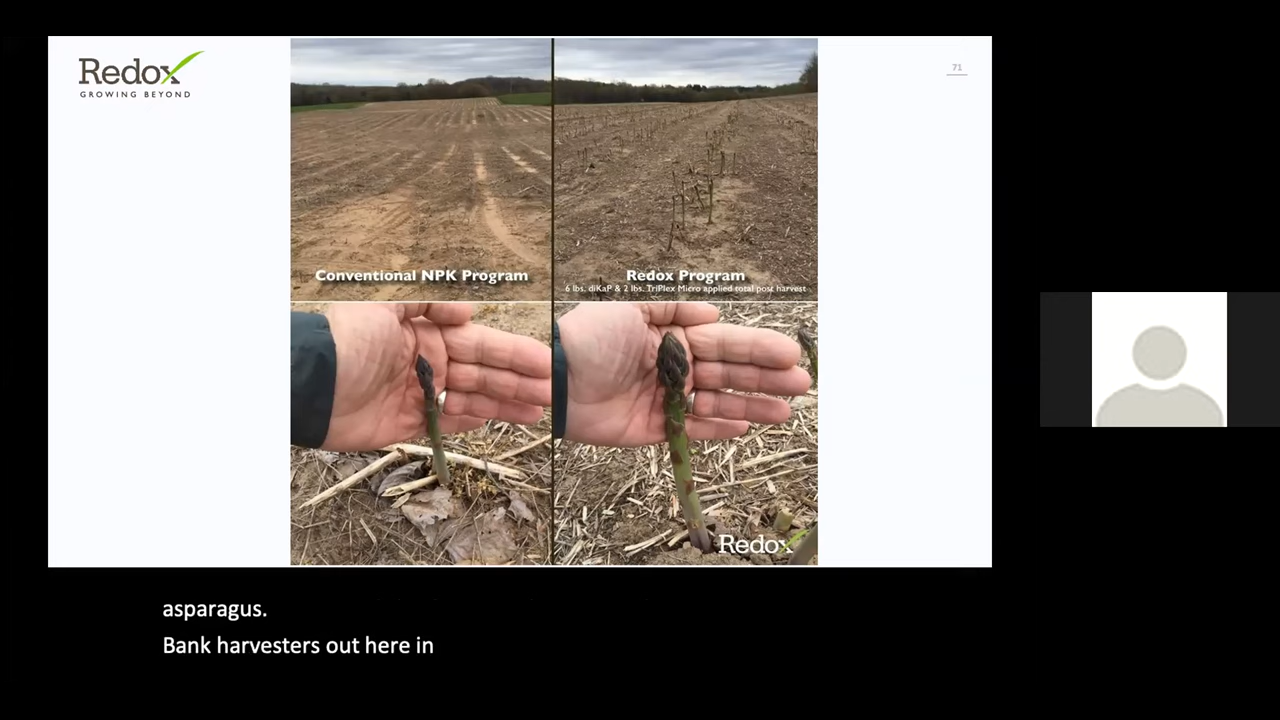 Redox
GROWING BEYOND
71
Conventional NPK Program
Redox Program
6 lbs. diKaP & 2 lbs. TriPlex Micro applied total post harvest
Redox
asparagus.
Bank harvesters out here in